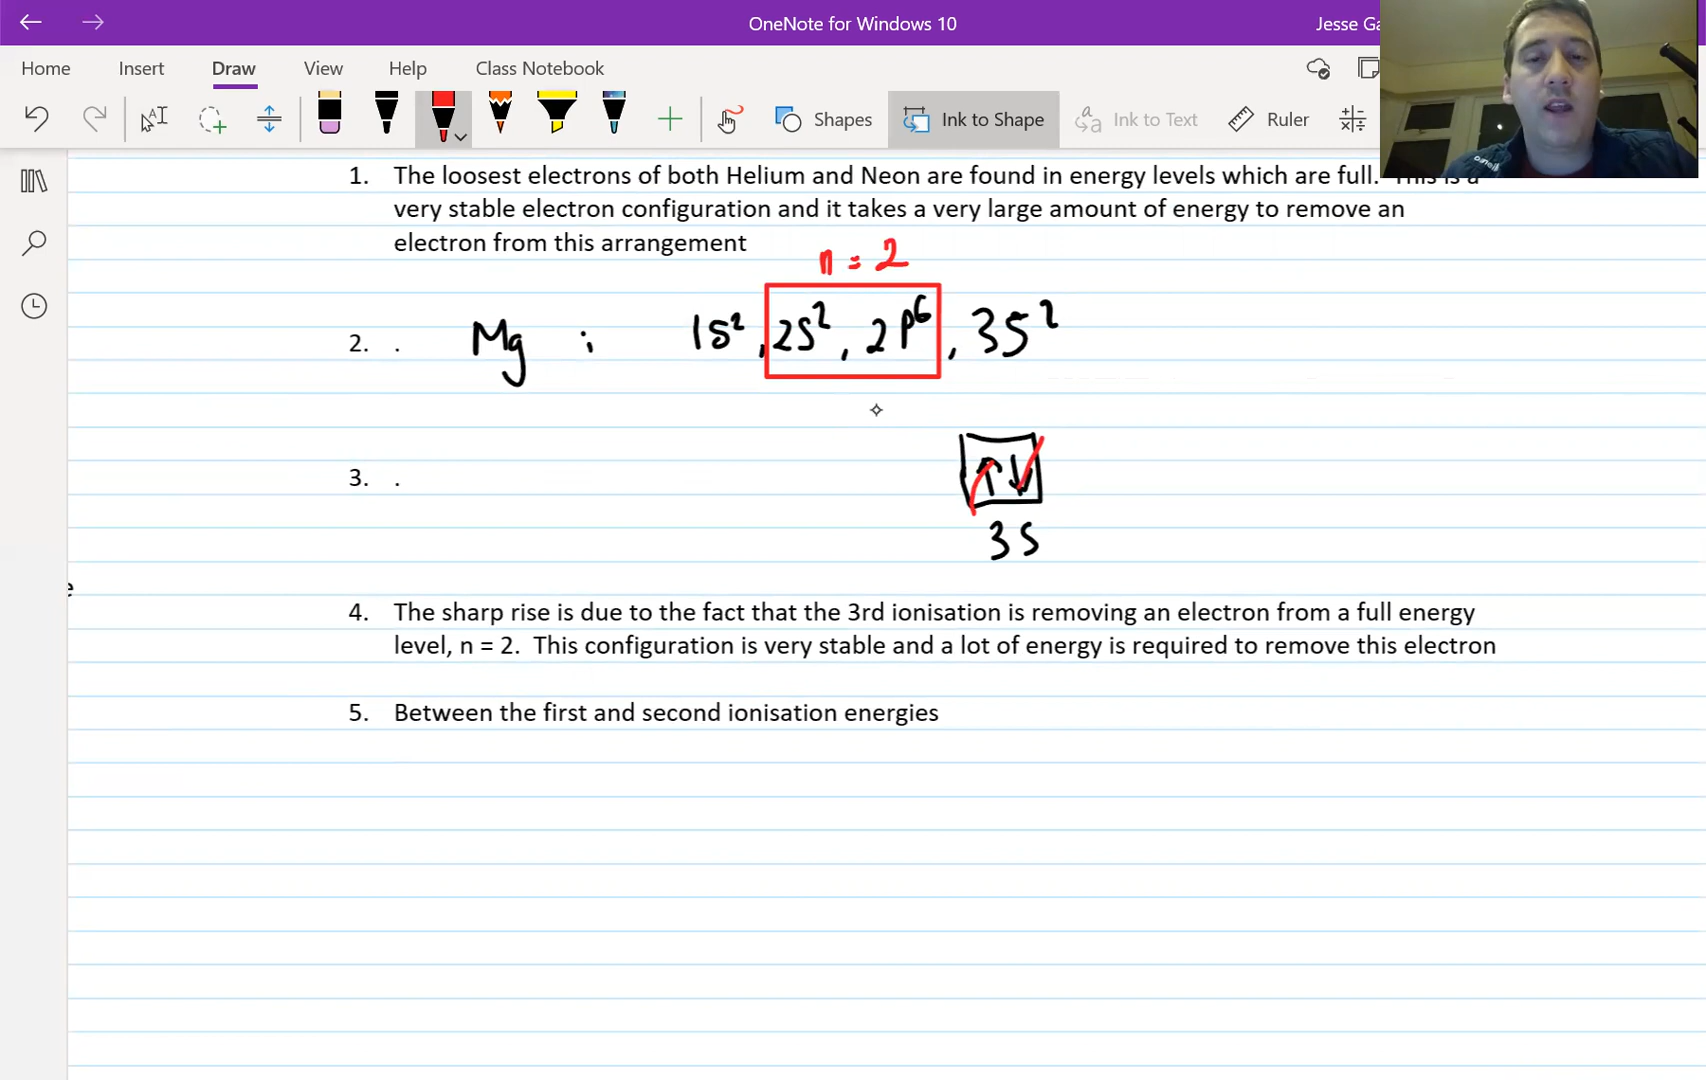 OneNote for Windows 10
Jesse Ga
Home Insert Draw View Help Class Notebook
Shapes Ink to Shape Ink to Text Ruler
1. The loosest electrons of both Helium and Neon are found in energy levels which are full. This is a
very stable electron configuration and it takes a very large amount of energy to remove an
electron from this arrangement
n = 2
2. . Mg : 1s², 2s², 2p⁶, 3s²
3. . ↑↓
3s
e
4. The sharp rise is due to the fact that the 3rd ionisation is removing an electron from a full energy
level, n = 2. This configuration is very stable and a lot of energy is required to remove this electron
5. Between the first and second ionisation energies